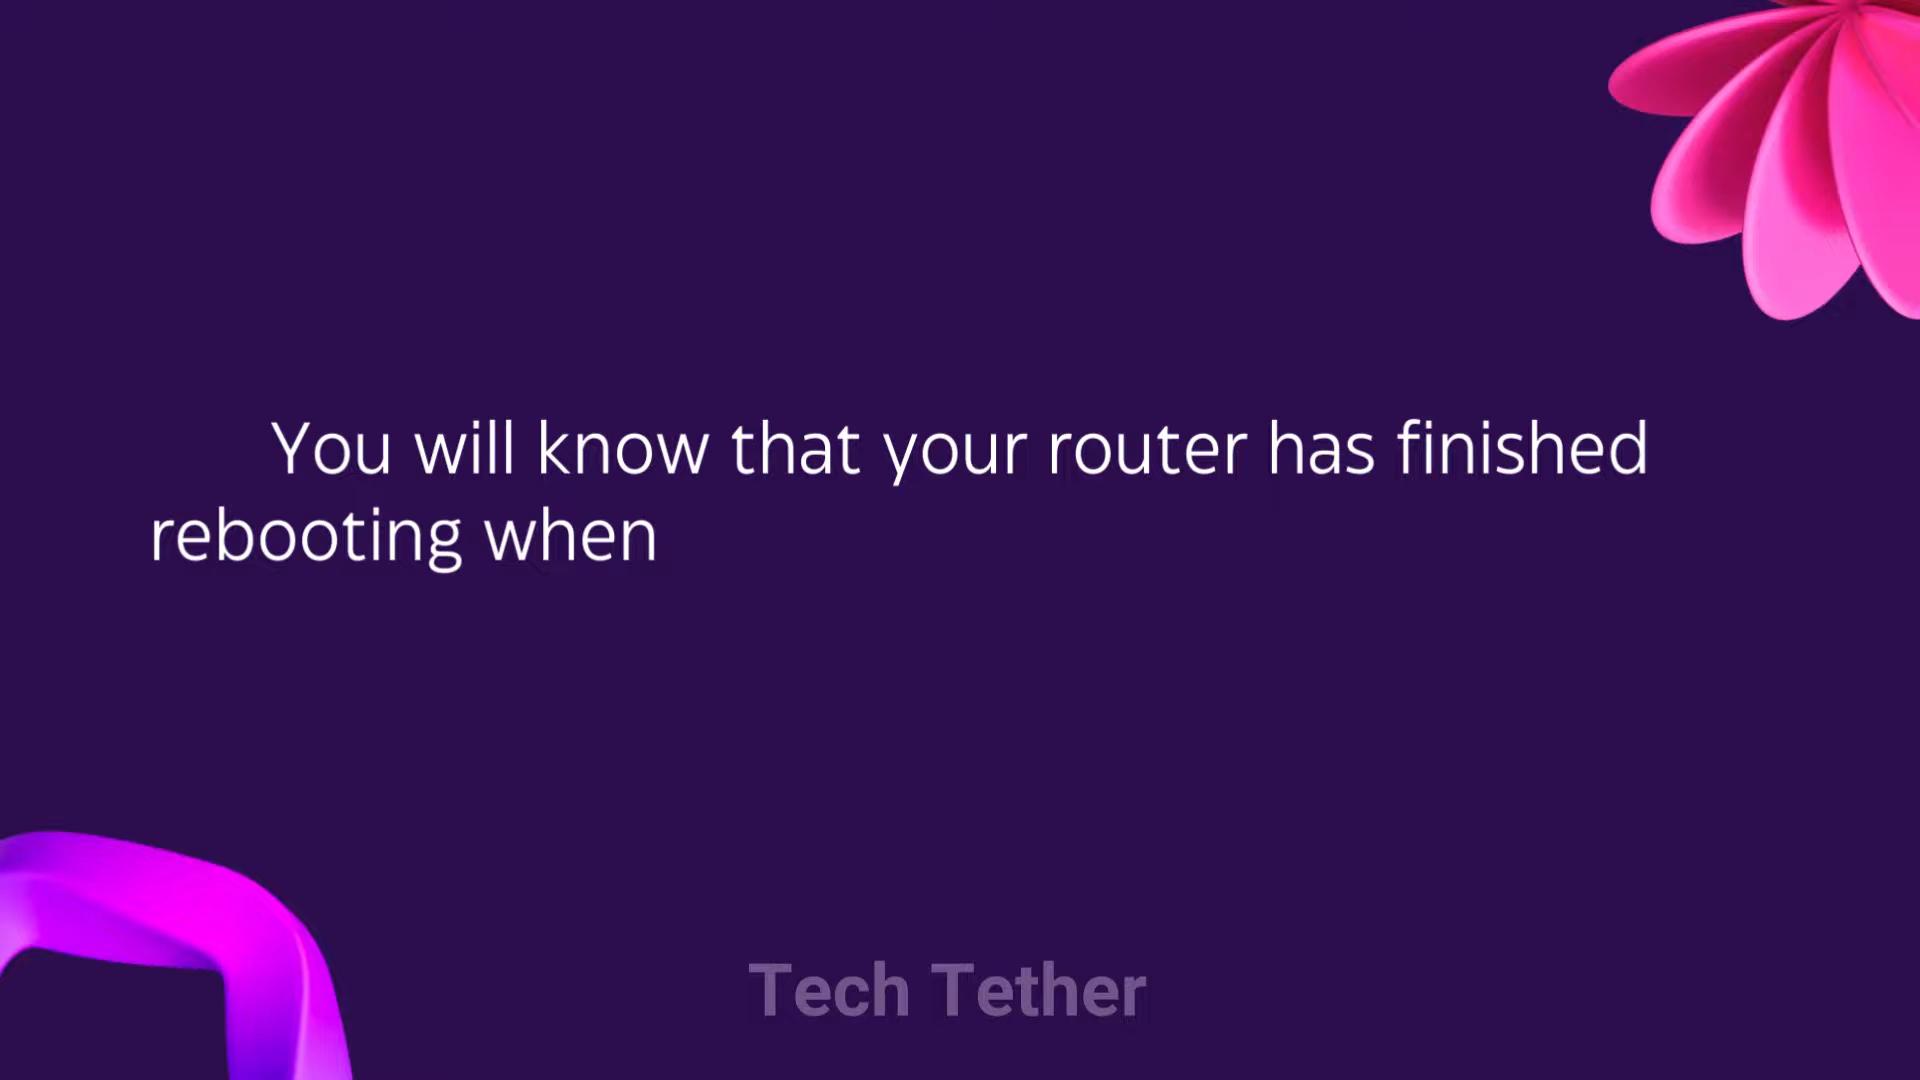 You will know that your router has finished
rebooting when
Tech Tether